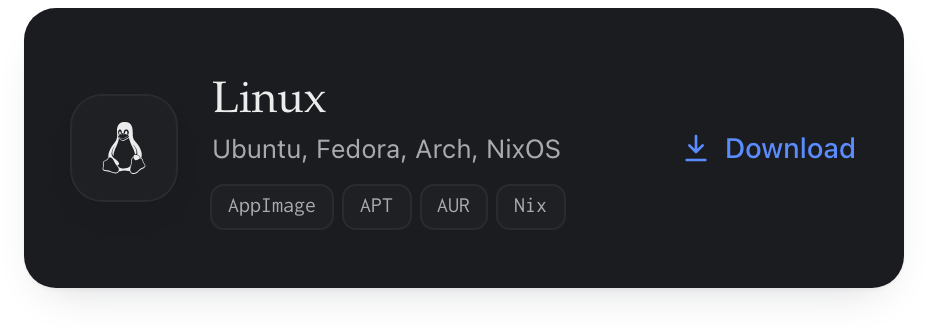 Linux
Ubuntu, Fedora, Arch, NixOS
Download
AppImage APT AUR Nix